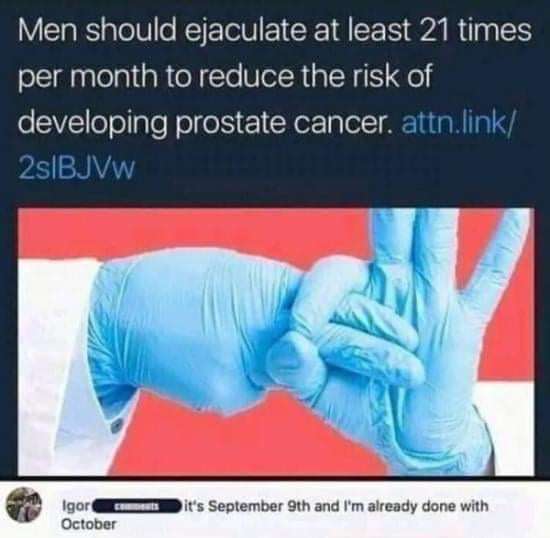 Men should ejaculate at least 21 times
per month to reduce the risk of
developing prostate cancer. attn.link/
2slBJVw
Igor comments it's September 9th and I'm already done with
October